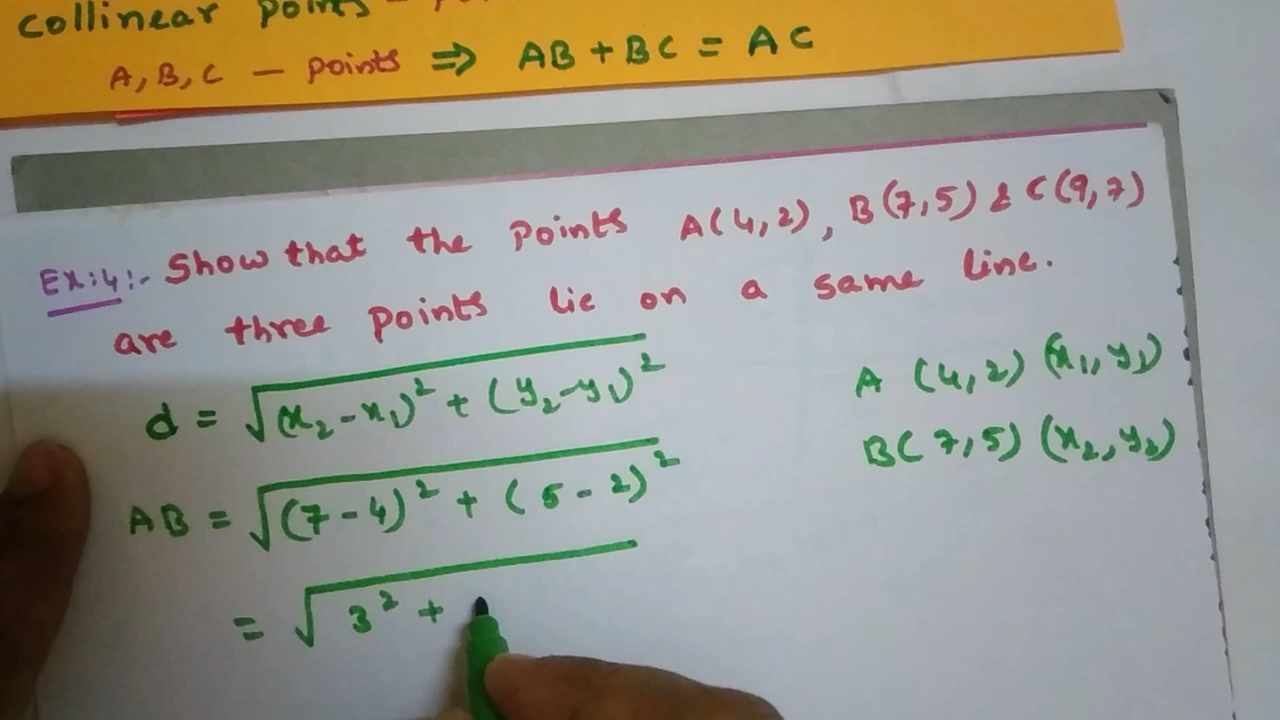 collinear points -
A, B, C — points ⇒ AB + BC = AC
Ex:4:- Show that the points A(4,2), B(7,5) & C(9,7)
are three points lie on a same line.
d = √(x₂-x₁)² + (y₂-y₁)²
A (4,2) (x₁, y₁)
B(7,5) (x₂, y₂)
AB = √(7-4)² + (5-2)²
= √3² +